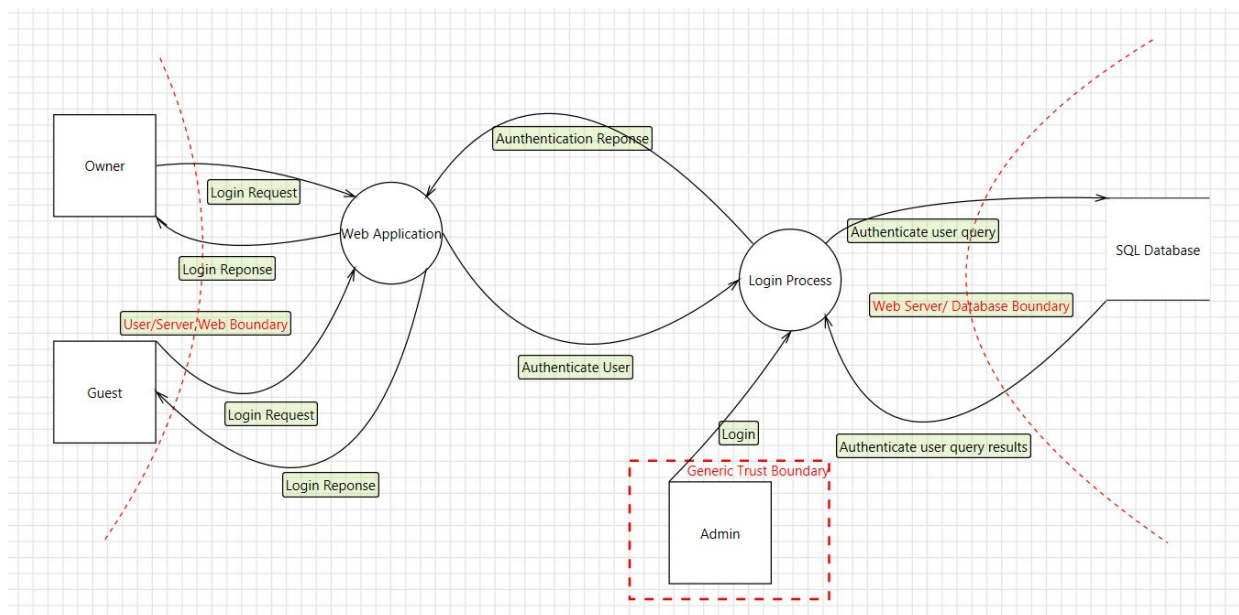 Aunthentication Reponse
Owner
Login Request
Web Application
Authenticate user query
SQL Database
Login Reponse
Login Process
User/Server,Web Boundary
Web Server/ Database Boundary
Authenticate User
Guest
Login Request
Login
Authenticate user query results
Generic Trust Boundary
Login Reponse
Admin